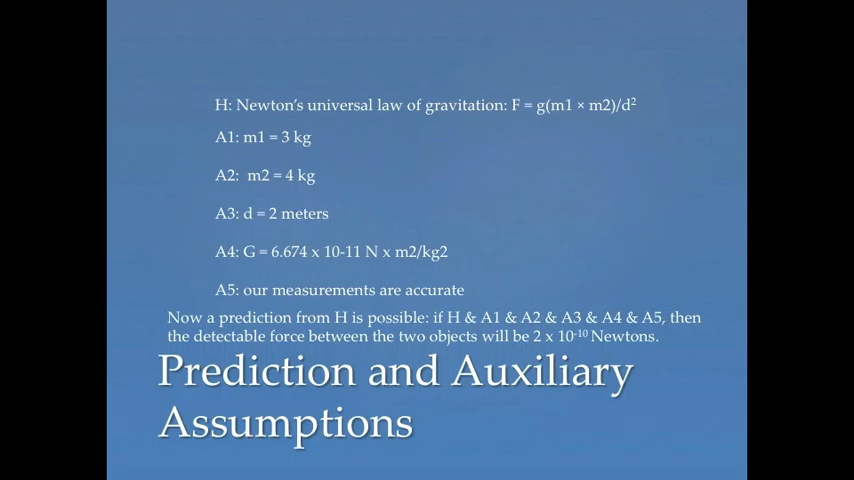 H: Newton’s universal law of gravitation: F = g(m1 × m2)/d²
A1: m1 = 3 kg
A2:  m2 = 4 kg
A3: d = 2 meters
A4: G = 6.674 x 10-11 N x m2/kg2
A5: our measurements are accurate
Now a prediction from H is possible: if H & A1 & A2 & A3 & A4 & A5, then
the detectable force between the two objects will be 2 x 10⁻¹⁰ Newtons.
Prediction and Auxiliary
Assumptions